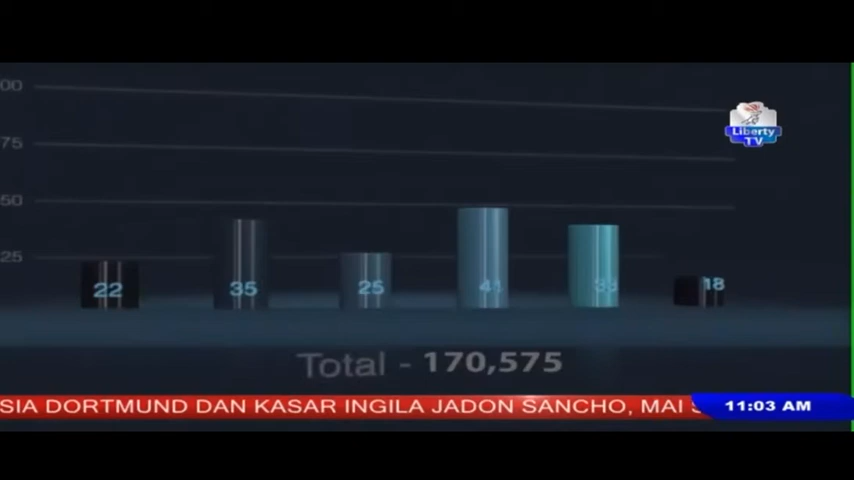 00
75
50
25
Liberty
TV
22
35
25
41
18
Total - 170,575
SIA DORTMUND DAN KASAR INGILA JADON SANCHO, MAI
11:03 AM